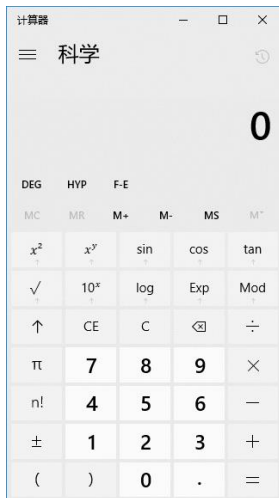 计算器
科学
0
DEG HYP F-E
MC MR M+ M- MS M˅
x² xʸ sin cos tan
√ 10ˣ log Exp Mod
↑ CE C ⌫ ÷
π 7 8 9 ×
n! 4 5 6 −
± 1 2 3 +
( ) 0 . =